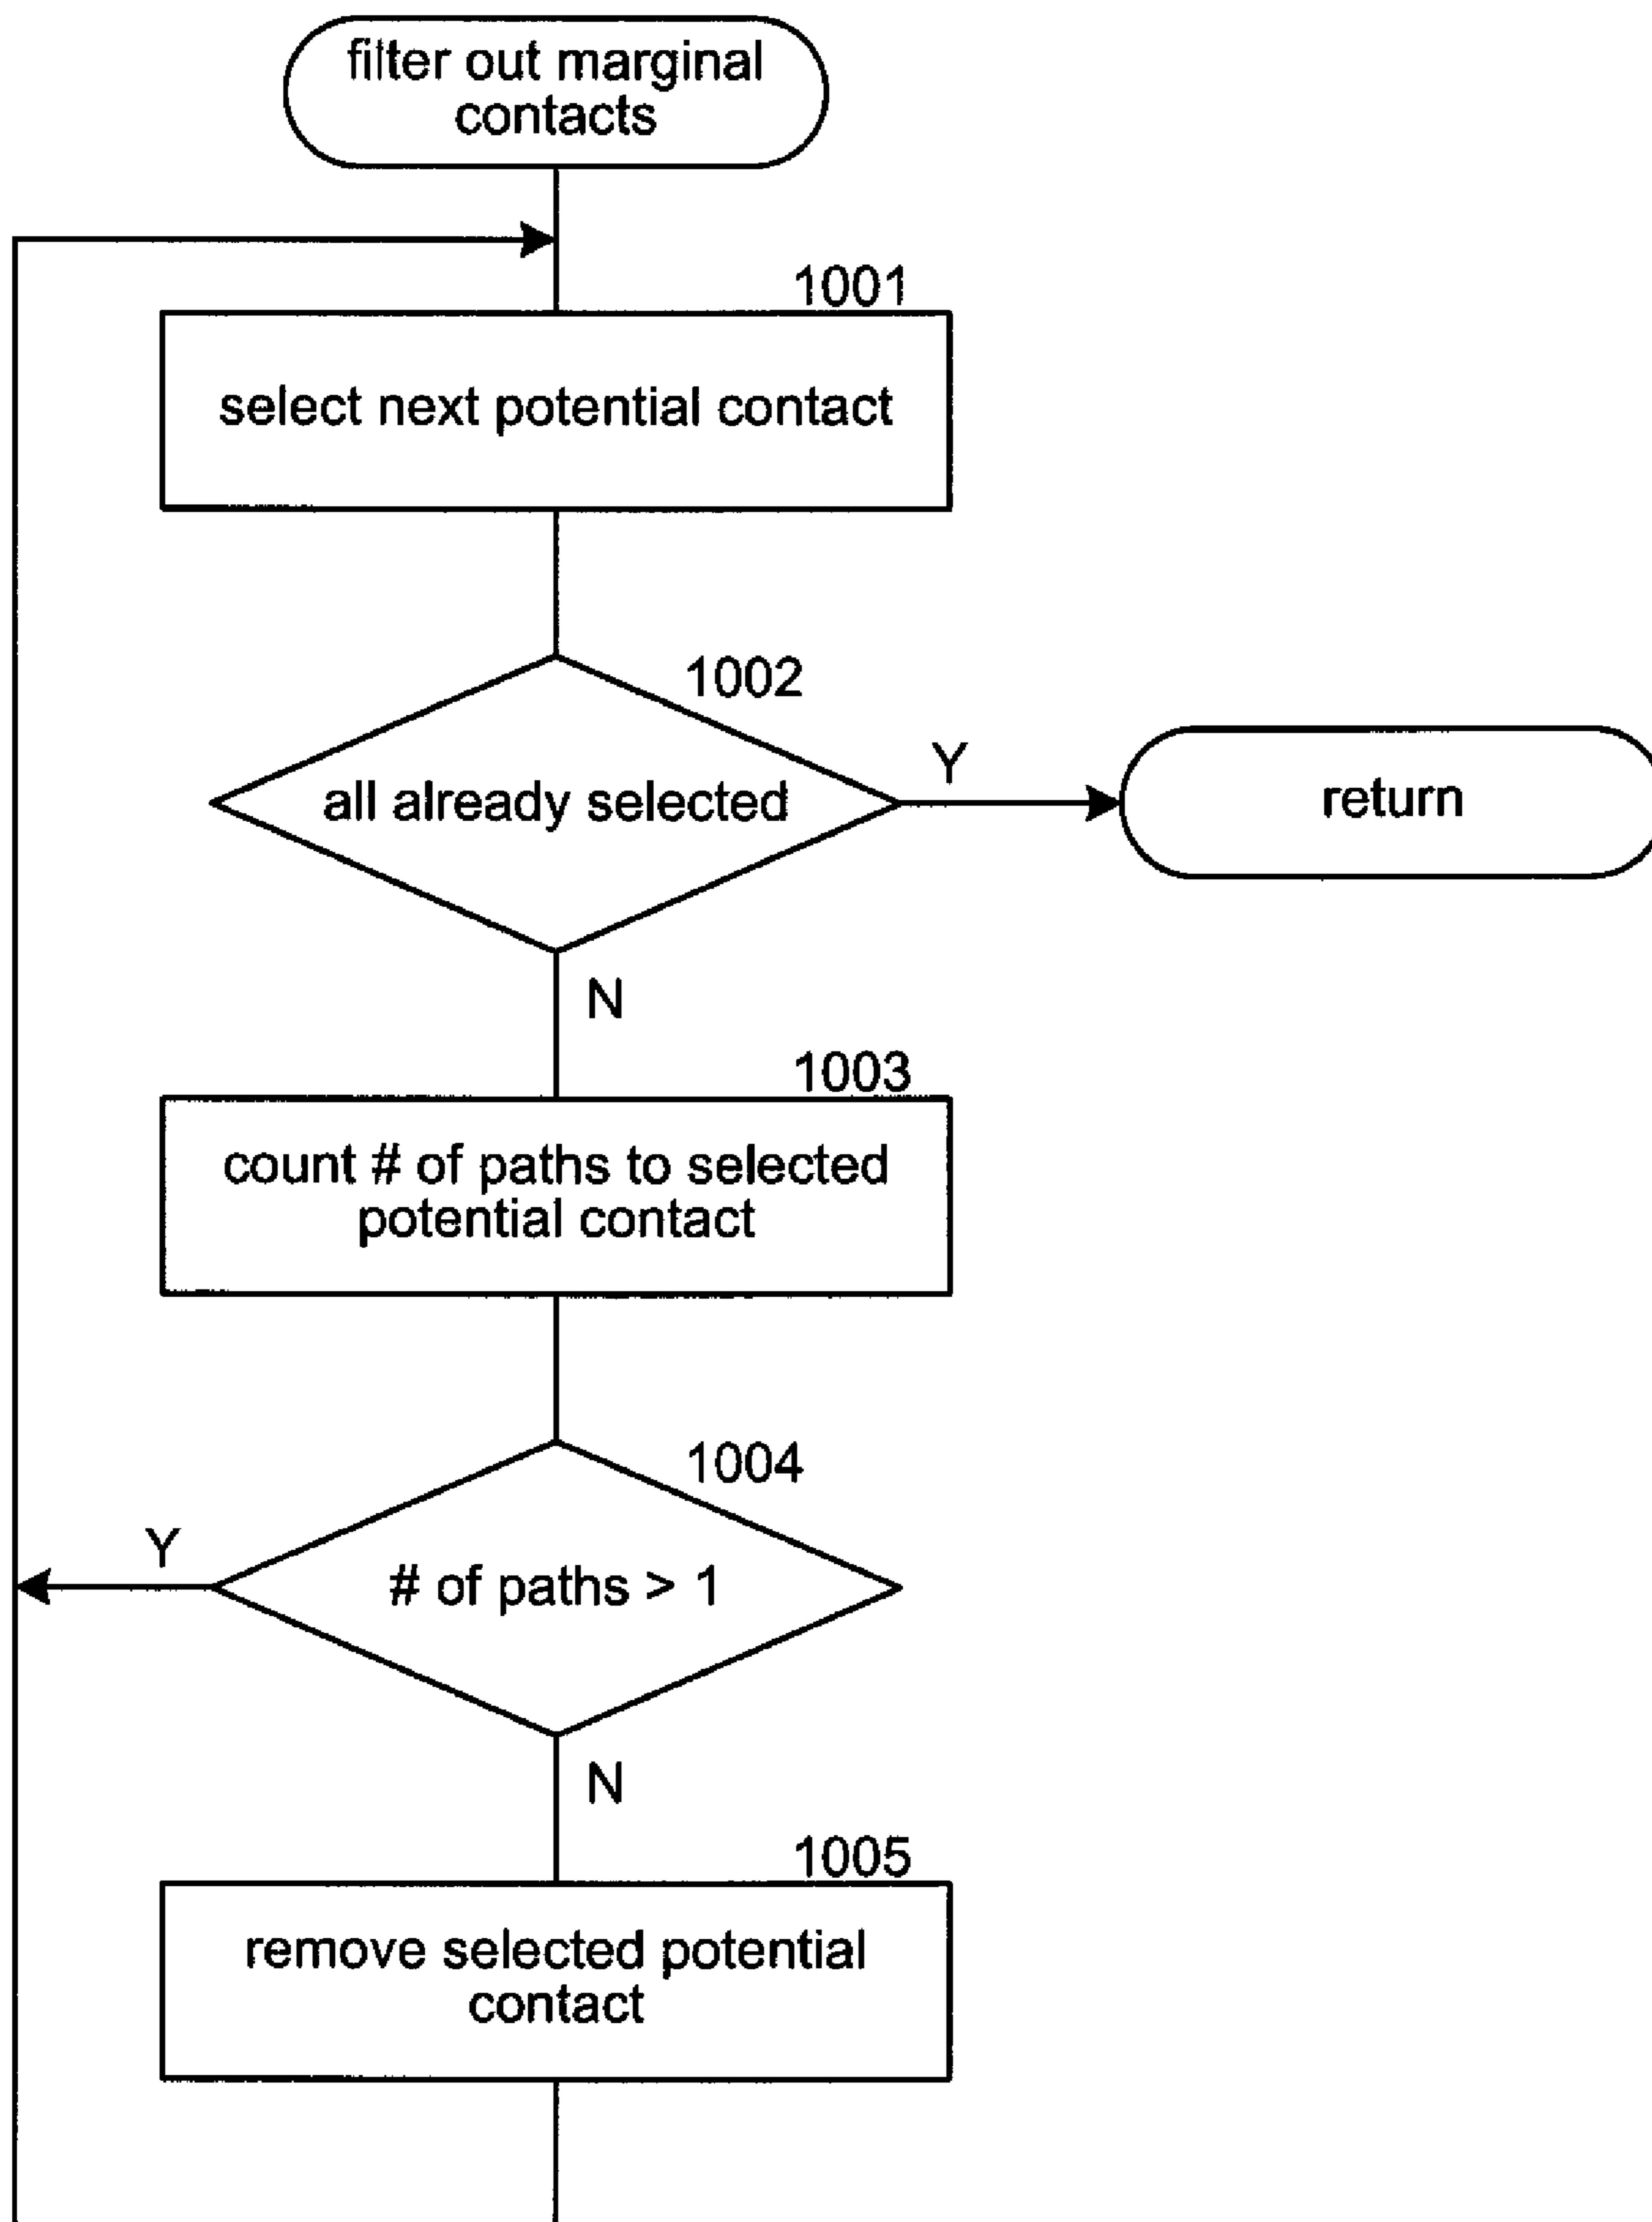 filter out marginal
contacts
1001
select next potential contact
1002
all already selected
Y
return
N
1003
count # of paths to selected
potential contact
1004
Y
# of paths > 1
N
1005
remove selected potential
contact